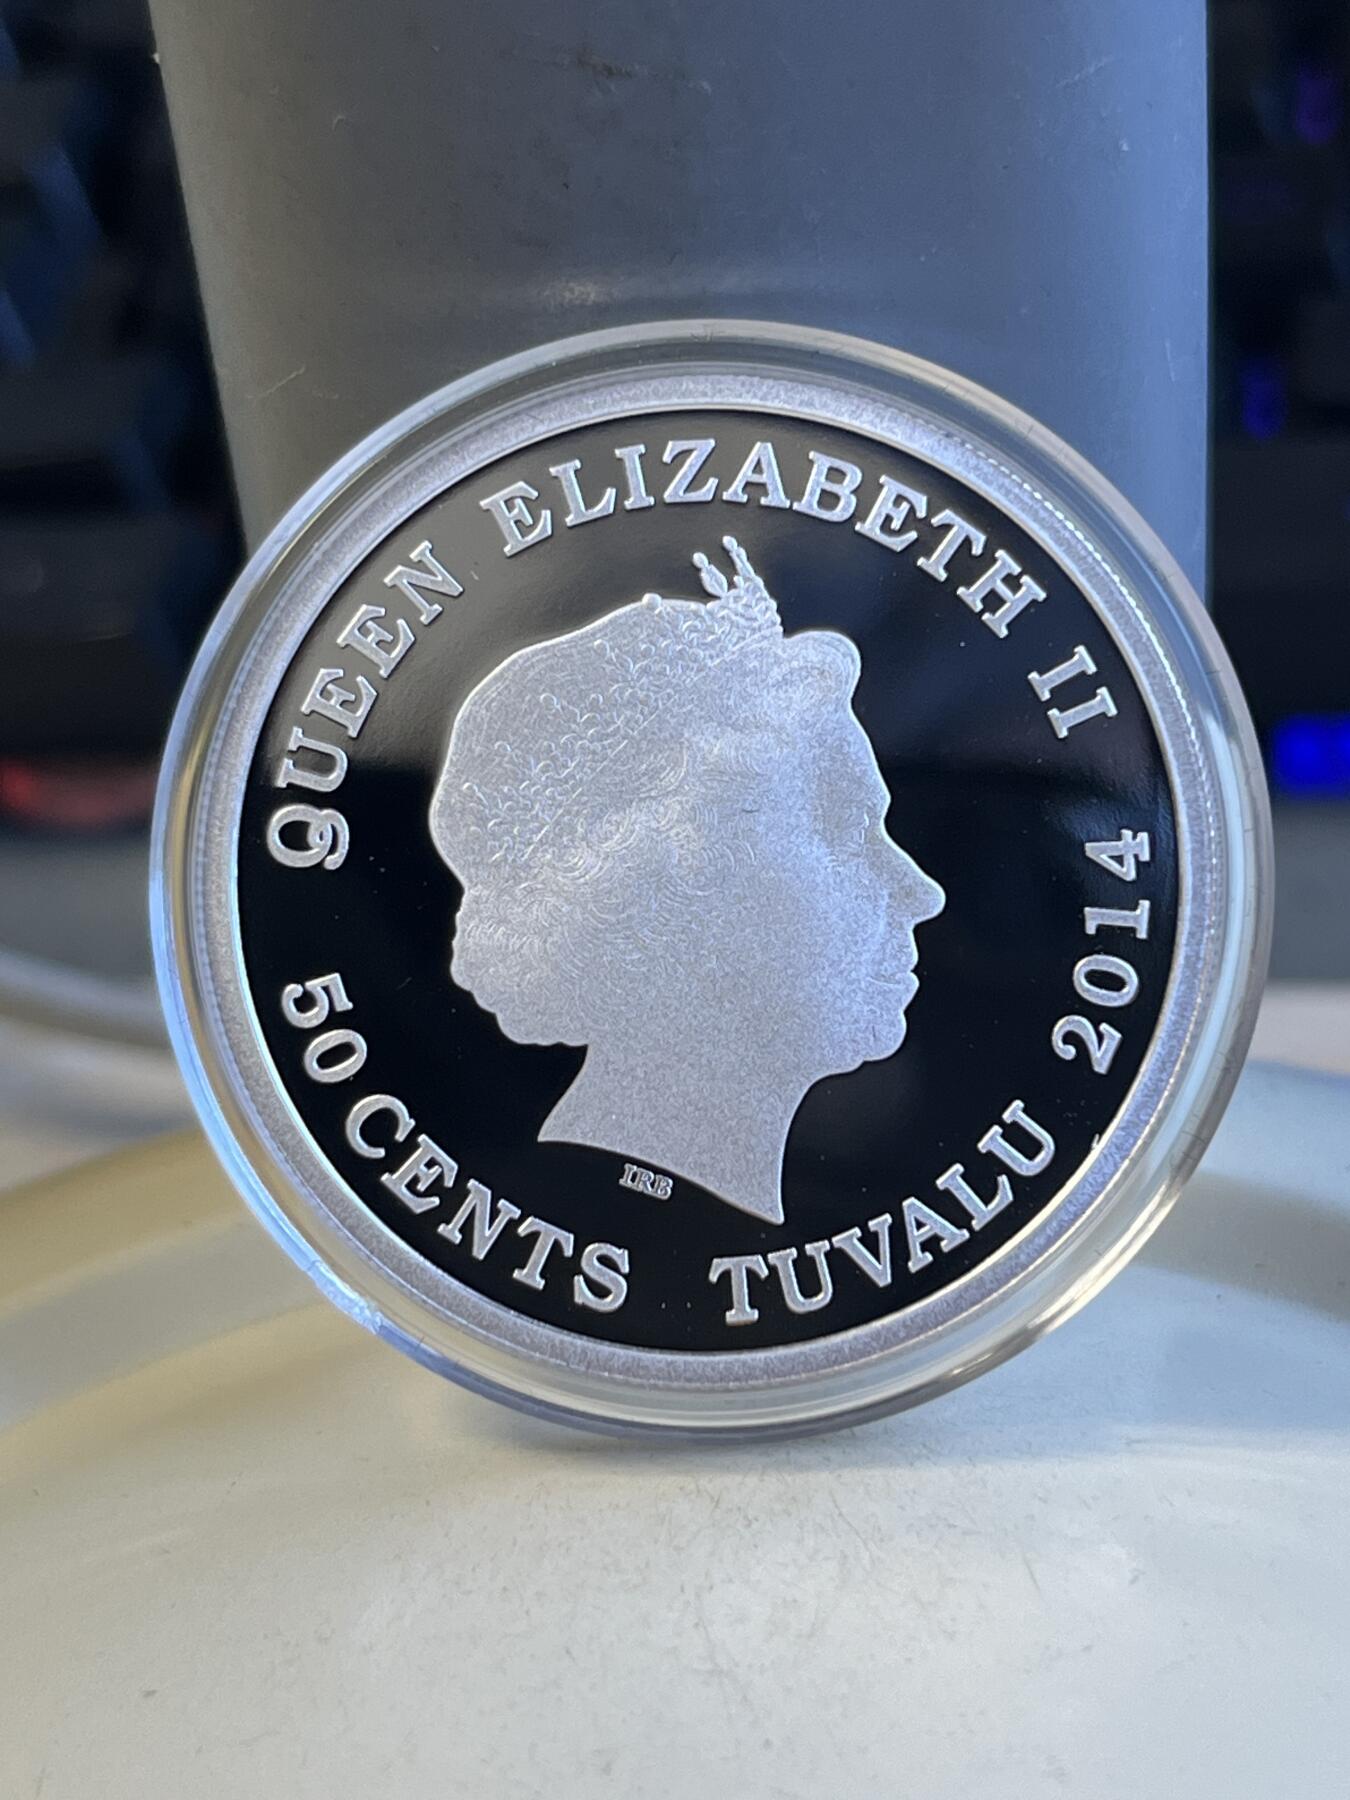 QUEEN ELIZABETH II
50 CENTS TUVALU 2014
IRB